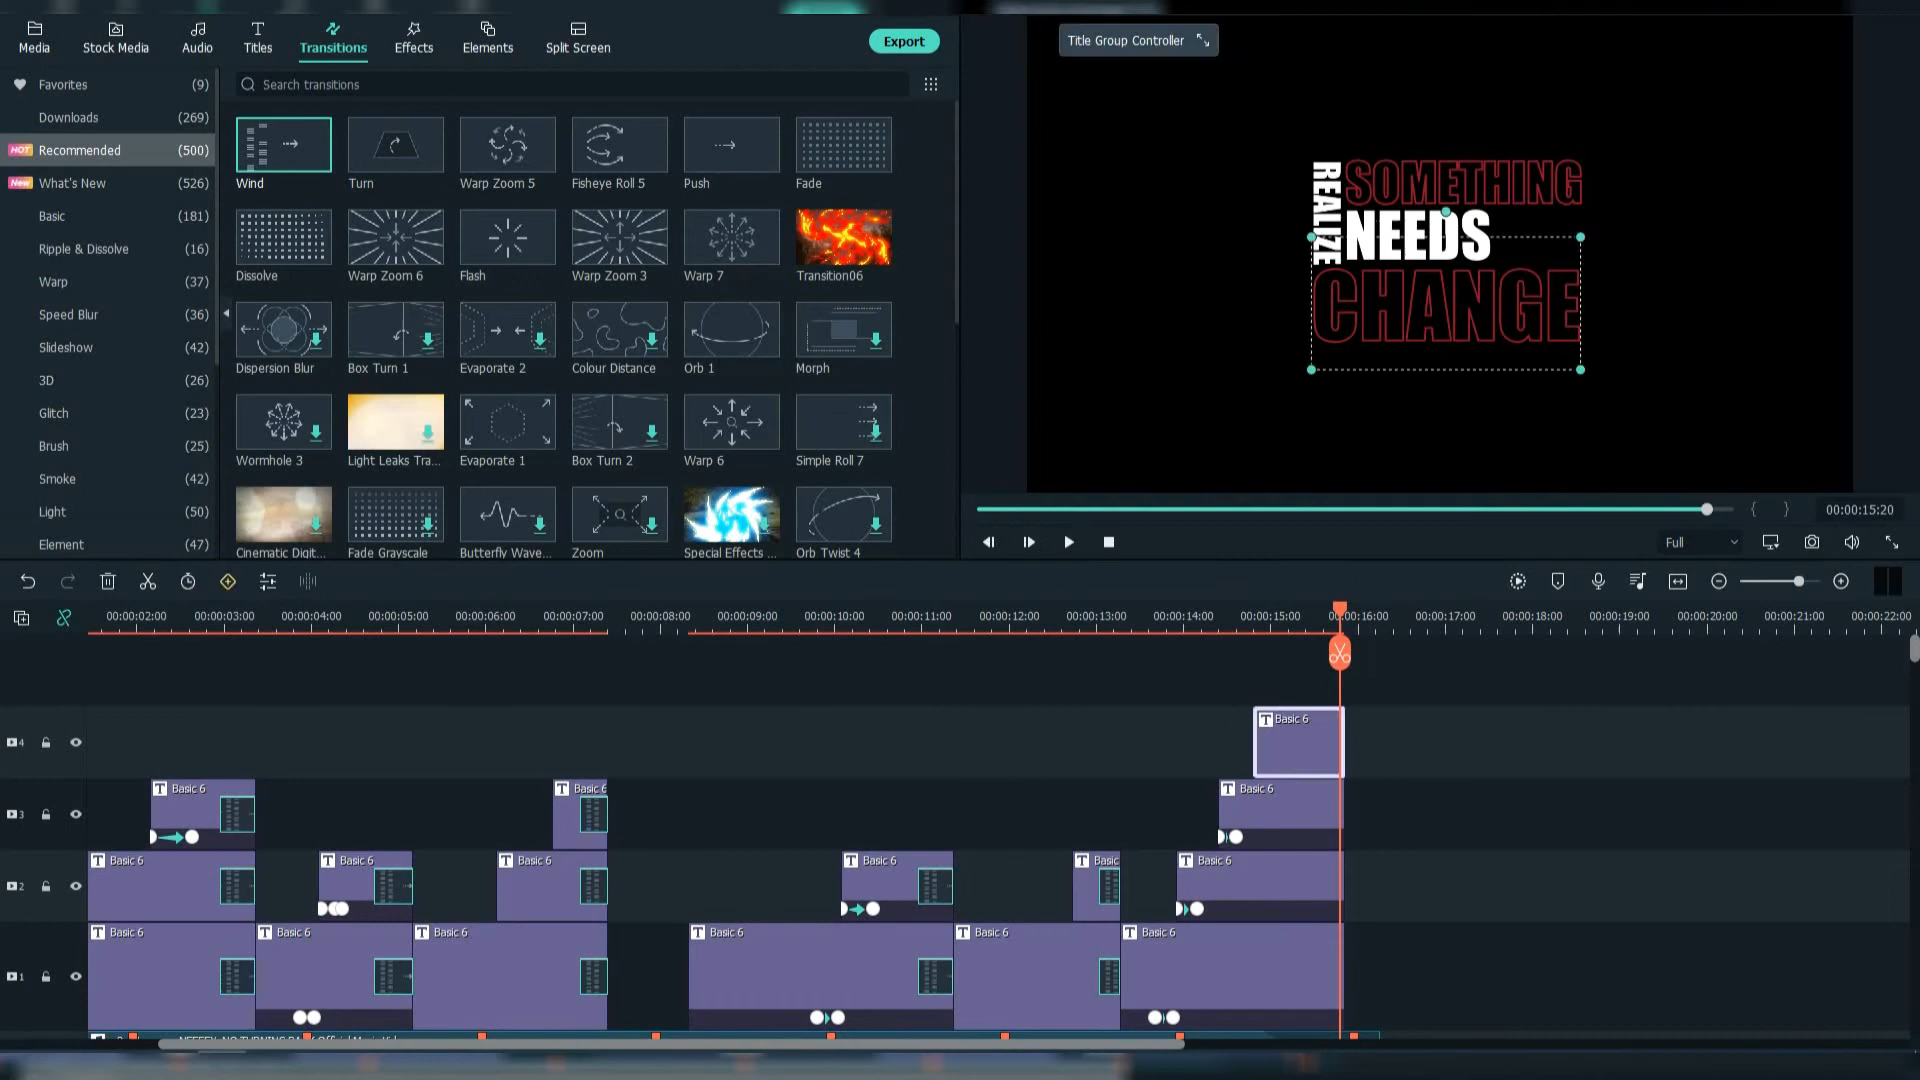 Media
Stock Media
Audio
Titles
Transitions
Effects
Elements
Split Screen
Export
Title Group Controller
Favorites (9)
Downloads (269)
HOT Recommended (500)
New What's New (526)
Basic (181)
Ripple & Dissolve (16)
Warp (37)
Speed Blur (36)
Slideshow (42)
3D (26)
Glitch (23)
Brush (25)
Smoke (42)
Light (50)
Element (47)
Search transitions
Wind Turn Warp Zoom 5 Fisheye Roll 5 Push Fade
Dissolve Warp Zoom 6 Flash Warp Zoom 3 Warp 7 Transition06
Dispersion Blur Box Turn 1 Evaporate 2 Colour Distance Orb 1 Morph
Wormhole 3 Light Leaks Tra... Evaporate 1 Box Turn 2 Warp 6 Simple Roll 7
Cinematic Digit... Fade Grayscale Butterfly Wave... Zoom Special Effects ... Orb Twist 4
REALIZE
SOMETHING
NEEDS
CHANGE
{ } 00:00:15:20
Full
00:00:02:00 00:00:03:00 00:00:04:00 00:00:05:00 00:00:06:00 00:00:07:00 00:00:08:00 00:00:09:00 00:00:10:00 00:00:11:00 00:00:12:00 00:00:13:00 00:00:14:00 00:00:15:00 00:00:16:00 00:00:17:00 00:00:18:00 00:00:19:00 00:00:20:00 00:00:21:00 00:00:22:00
4 T Basic 6
3 T Basic 6 T Basic 6 T Basic 6
2 T Basic 6 T Basic 6 T Basic 6 T Basic 6 T Basic T Basic 6
1 T Basic 6 T Basic 6 T Basic 6 T Basic 6 T Basic 6 T Basic 6